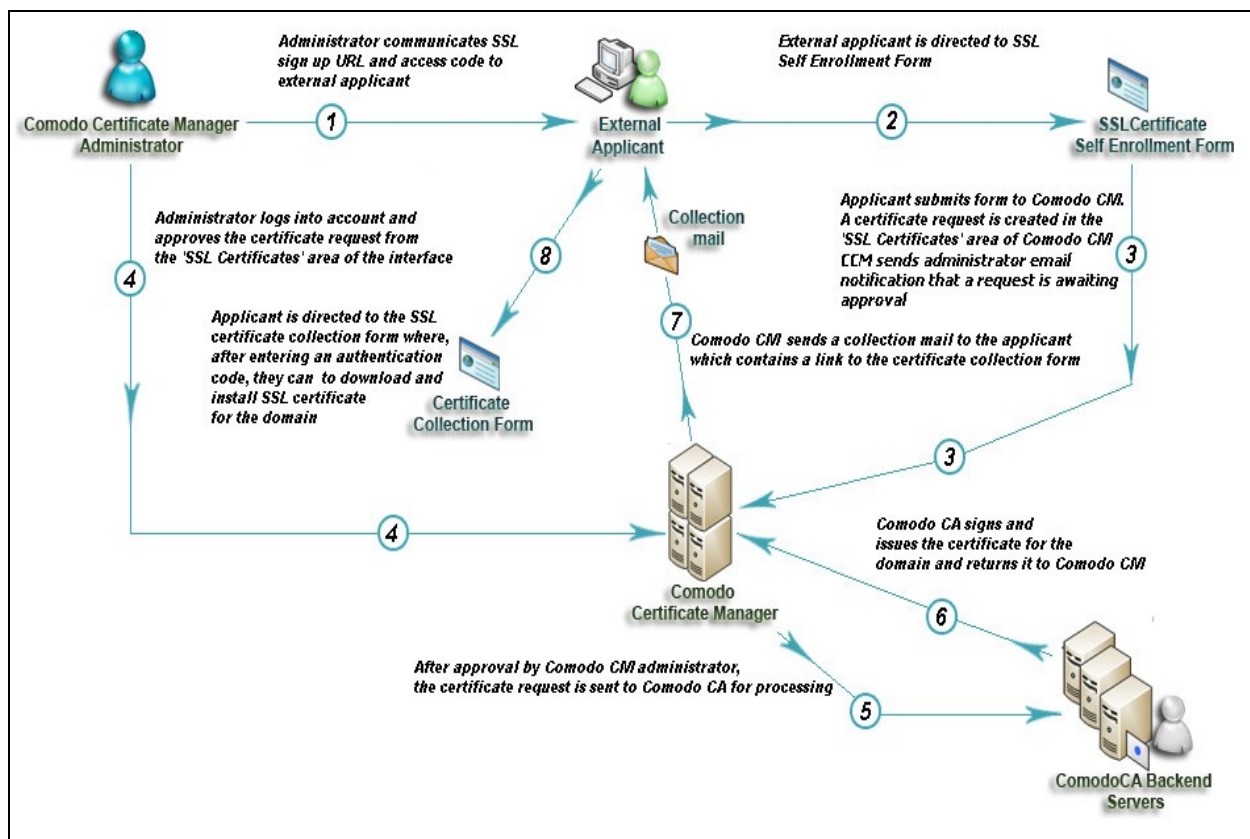 Administrator communicates SSL
sign up URL and access code to
external applicant
External applicant is directed to SSL
Self Enrollment Form
1
2
Comodo Certificate Manager
Administrator
External
Applicant
SSLCertificate
Self Enrollment Form
Administrator logs into account and
approves the certificate request from
the 'SSL Certificates' area of the interface
4
8
Collection
mail
Applicant submits form to Comodo CM.
A certificate request is created in the
'SSL Certificates' area of Comodo CM
CCM sends administrator email
notification that a request is awaiting
approval
3
Applicant is directed to the SSL
certificate collection form where,
after entering an authentication
code, they can to download and
install SSL certificate
for the domain
Certificate
Collection Form
7
Comodo CM sends a collection mail to the applicant
which contains a link to the certificate collection form
3
4
Comodo
Certificate Manager
Comodo CA signs and
issues the certificate for the
domain and returns it to Comodo CM
6
After approval by Comodo CM administrator,
the certificate request is sent to Comodo CA for processing
5
ComodoCA Backend
Servers